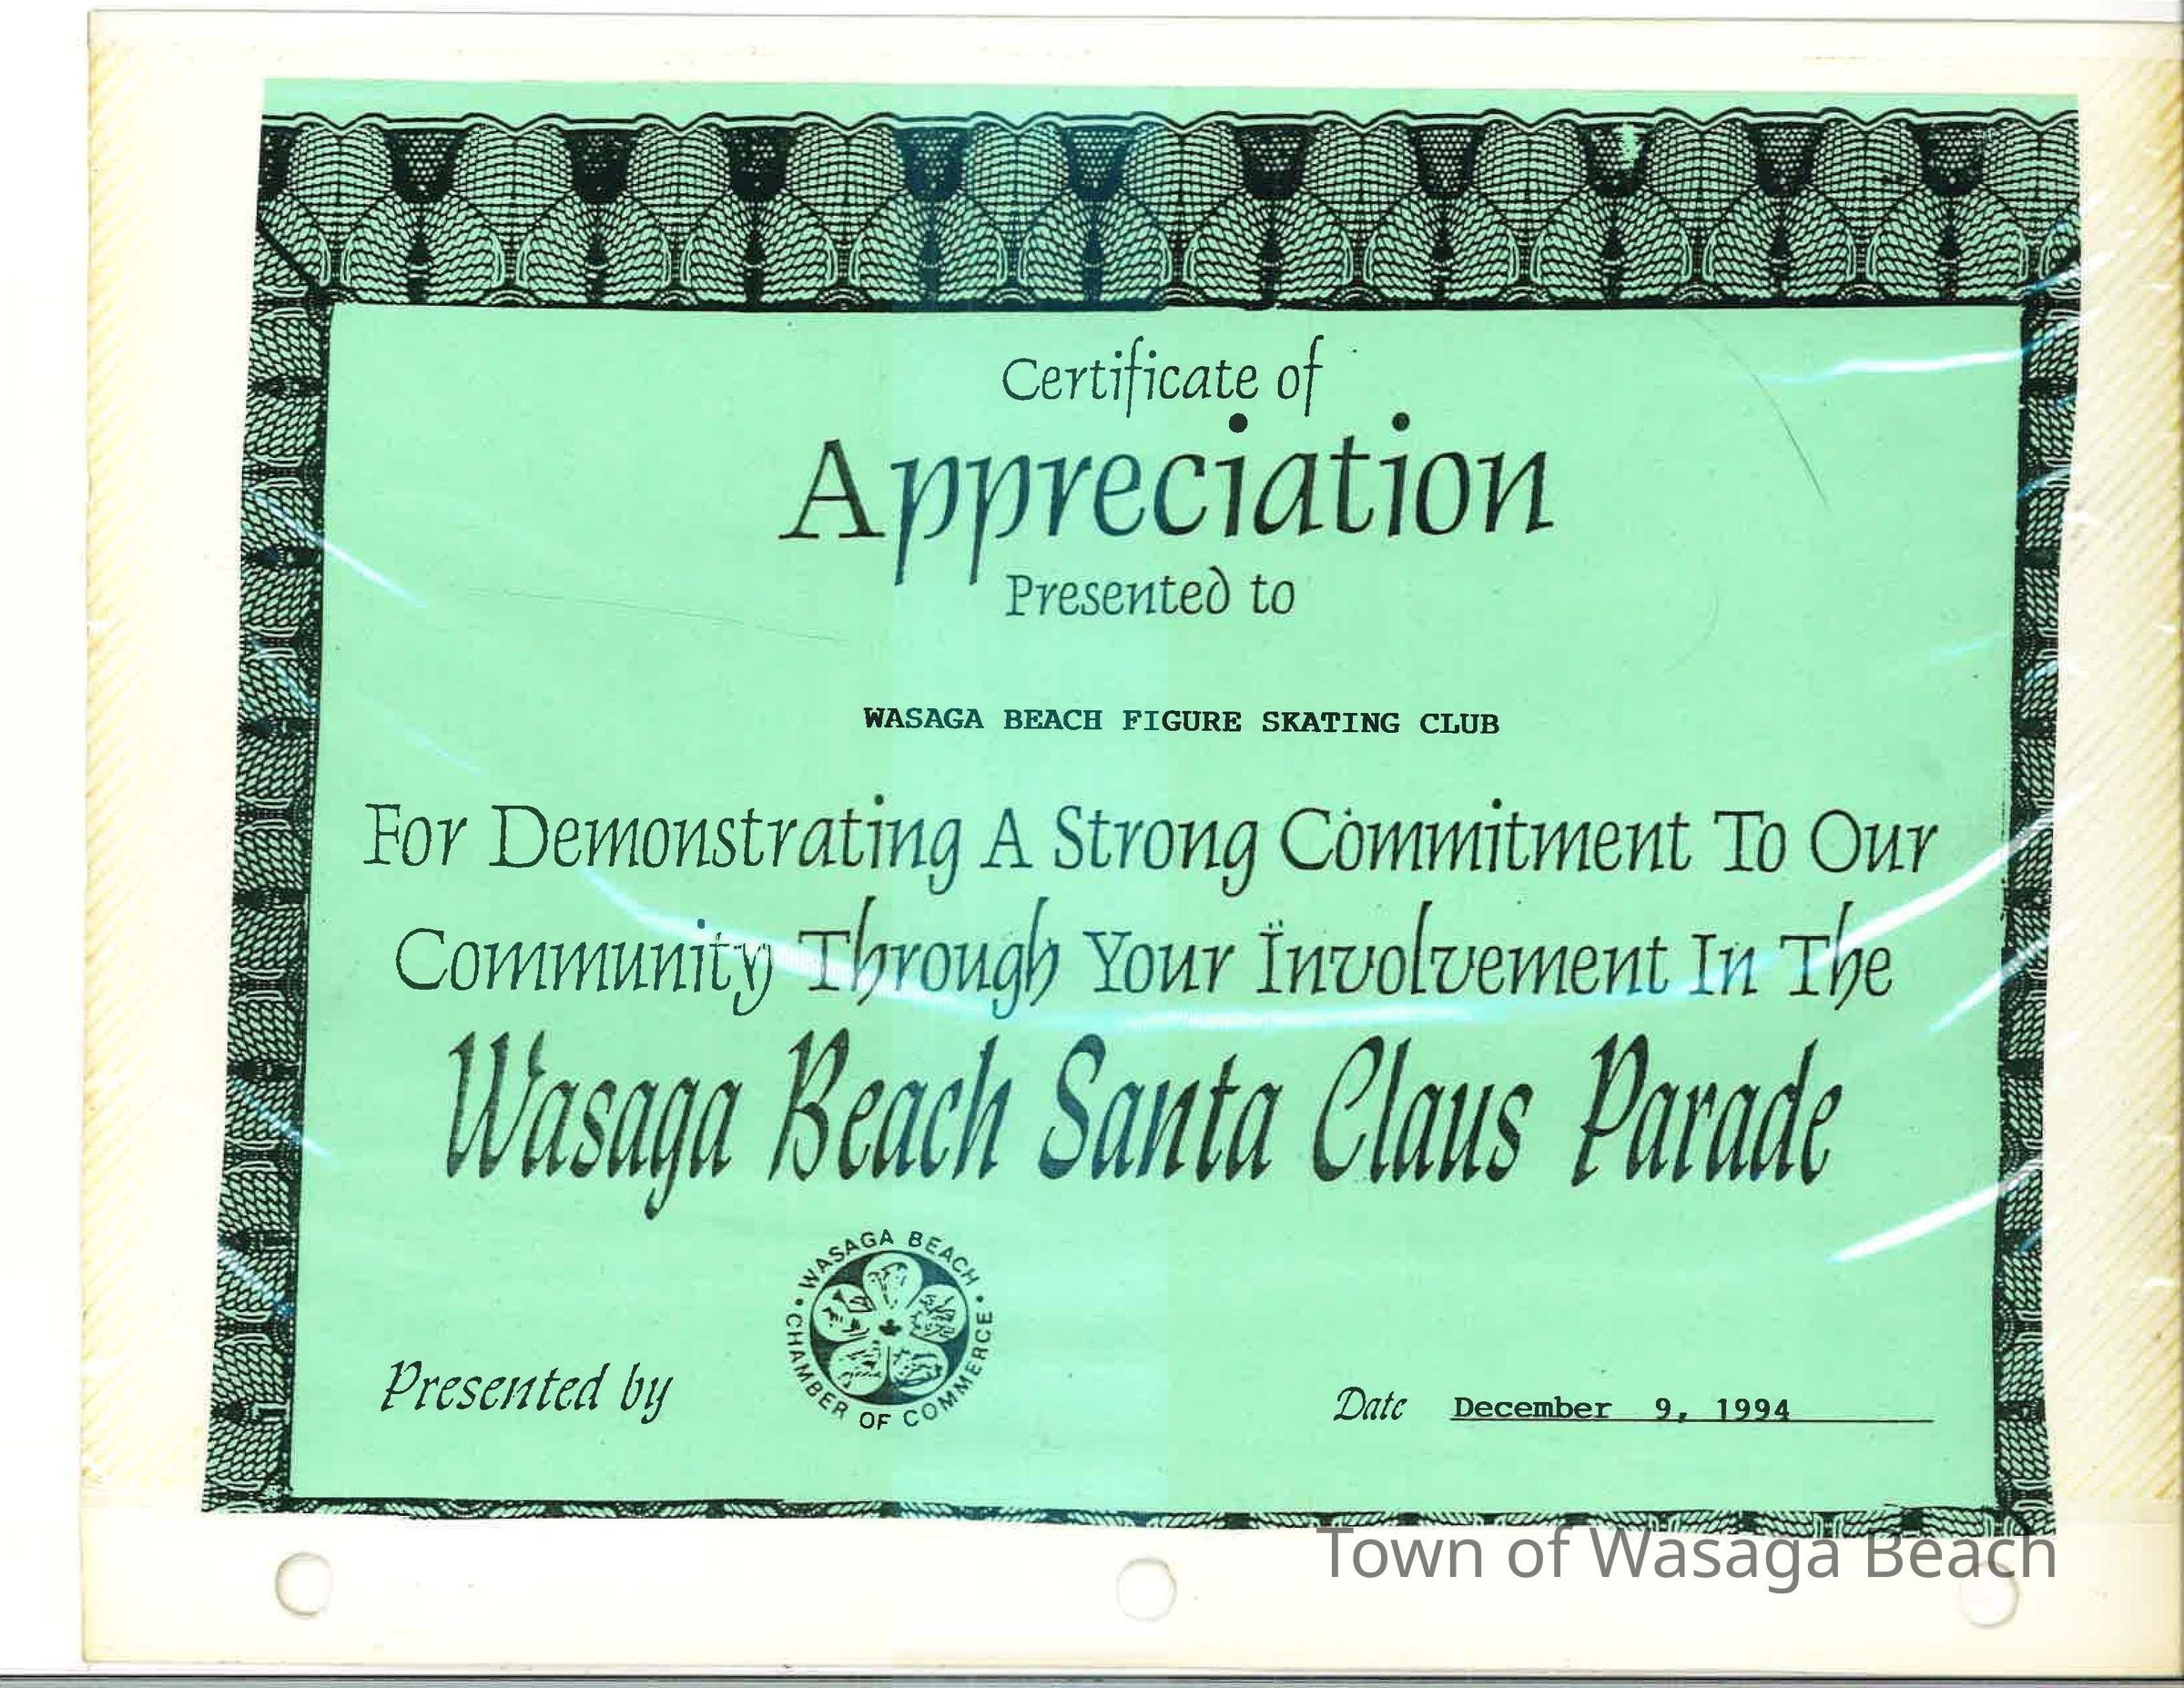 Certificate of
Appreciation
Presented to
WASAGA BEACH FIGURE SKATING CLUB
For Demonstrating A Strong Commitment To Our
Community Through Your Involvement In The
Wasaga Beach Santa Claus Parade
• WASAGA BEACH •
CHAMBER OF COMMERCE
Presented by
Date December 9, 1994
Town of Wasaga Beach